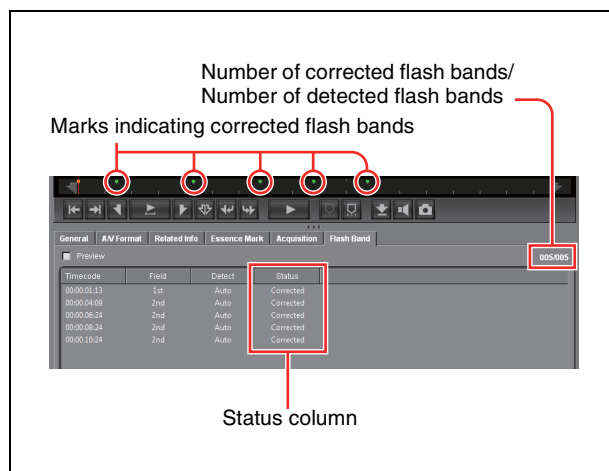 Number of corrected flash bands/
Number of detected flash bands
Marks indicating corrected flash bands
General A/V Format Related Info Essence Mark Acquisition Flash Band
Preview 005/005
Timecode Field Detect Status
00:00.01:13 1st Auto Corrected
00:00.04:09 2nd Auto Corrected
00:00.06:24 2nd Auto Corrected
00:00.08:24 2nd Auto Corrected
00:00.10:24 2nd Auto Corrected
Status column